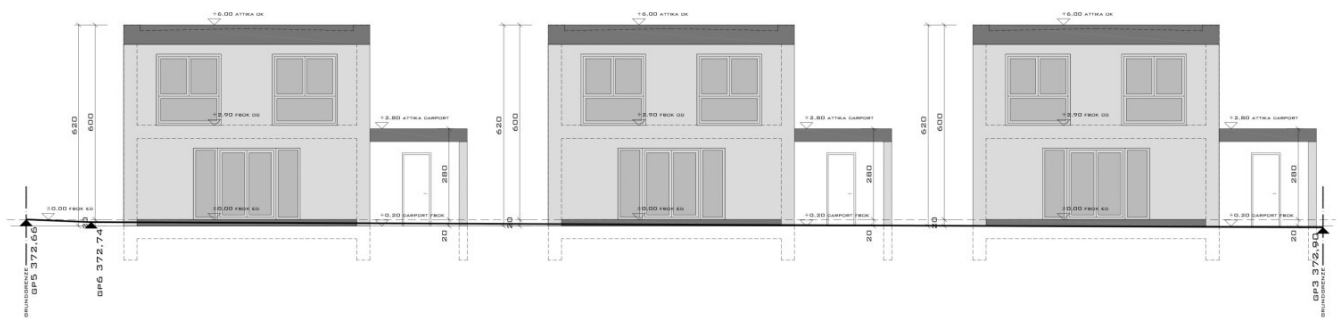 +6.00 ATTIKA OK
620
600
+2.90 FBOK OG
+2.80 ATTIKA CARPORT
280
±0.00 FBOK EG
±0.00 FBOK EG
-0.20 CARPORT FBOK
20
20
GRUNDGRENZE
GP5 372.66
GP6 372.74
+6.00 ATTIKA OK
620
600
+2.90 FBOK OG
+2.80 ATTIKA CARPORT
280
±0.00 FBOK EG
-0.20 CARPORT FBOK
20
20
+6.00 ATTIKA OK
620
600
+2.90 FBOK OG
+2.80 ATTIKA CARPORT
280
±0.00 FBOK EG
-0.20 CARPORT FBOK
20
20
GP3 372.90
GRUNDGRENZE